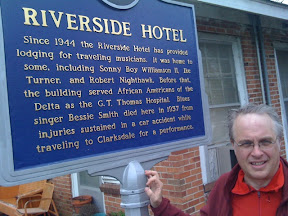 RIVERSIDE HOTEL
Since 1944 the Riverside Hotel has provided
lodging for traveling musicians. It was home to
some, including Sonny Boy Williamson II, Ike
Turner, and Robert Nighthawk. Before that,
the building served African Americans of the
Delta as the G.T. Thomas Hospital. Blues
singer Bessie Smith died here in 1937 from
injuries sustained in a car accident while
traveling to Clarksdale for a performance.